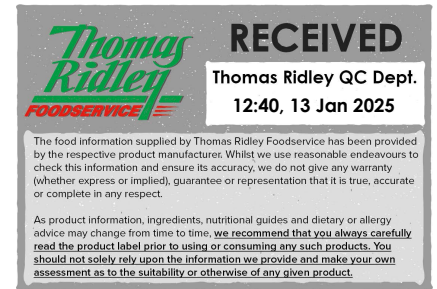 Thomas
Ridley
FOODSERVICE
RECEIVED
Thomas Ridley QC Dept.
12:40, 13 Jan 2025
The food information supplied by Thomas Ridley Foodservice has been provided
by the respective product manufacturer. Whilst we use reasonable endeavours to
check this information and ensure its accuracy, we do not give any warranty
(whether express or implied), guarantee or representation that it is true, accurate
or complete in any respect.
As product information, ingredients, nutritional guides and dietary or allergy
advice may change from time to time, we recommend that you always carefully
read the product label prior to using or consuming any such products. You
should not solely rely upon the information we provide and make your own
assessment as to the suitability or otherwise of any given product.